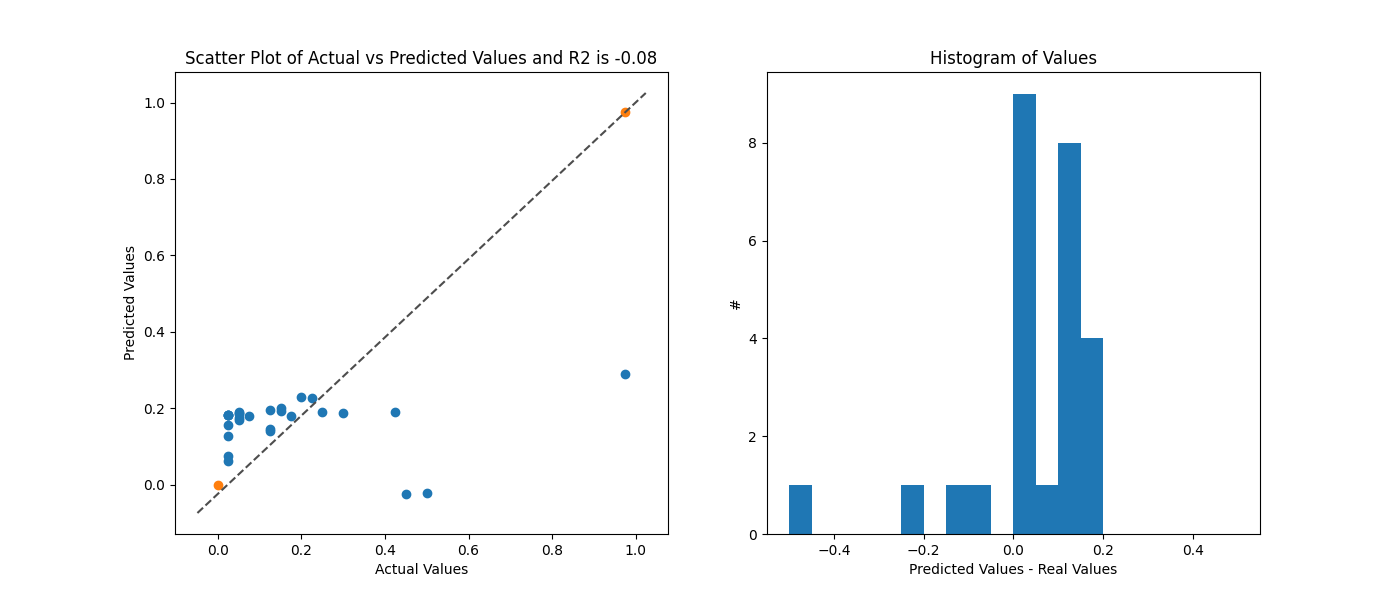 Scatter Plot of Actual vs Predicted Values and R2 is -0.08
Predicted Values
1.0
0.8
0.6
0.4
0.2
0.0
0.0 0.2 0.4 0.6 0.8 1.0
Actual Values
Histogram of Values
#
8
6
4
2
0
−0.4 −0.2 0.0 0.2 0.4
Predicted Values - Real Values